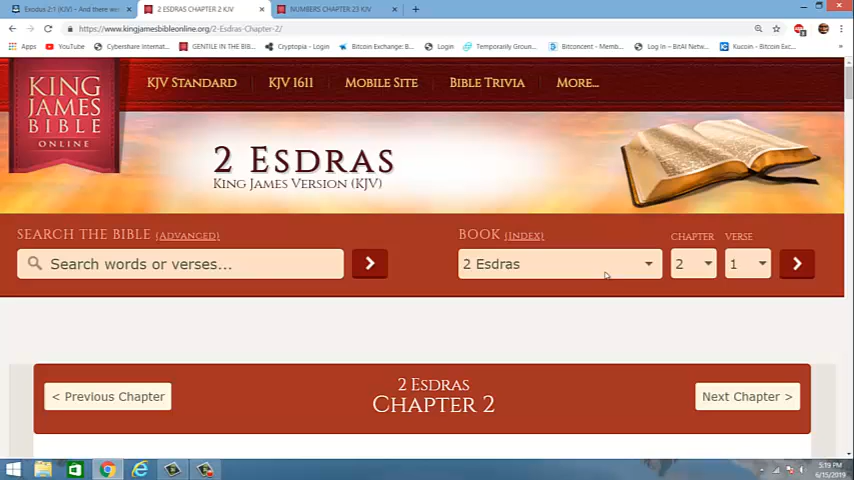 Exodus 2:1 (KJV) - And there w
2 ESDRAS CHAPTER 2 KJV
NUMBERS CHAPTER 23 KJV
https://www.kingjamesbibleonline.org/2-Esdras-Chapter-2/
Apps
YouTube
Cybershare Internat...
GENTILE IN THE BIB...
Cryptopia - Login
Bitcoin Exchange: B...
Login
Temporarily Groun...
Bitconcent - Memb...
Log In – BitAI Netw...
Kucoin - Bitcoin Exc...
KING
JAMES
BIBLE
ONLINE
KJV STANDARD
KJV 1611
MOBILE SITE
BIBLE TRIVIA
MORE...
2 ESDRAS
KING JAMES VERSION (KJV)
SEARCH THE BIBLE (ADVANCED)
BOOK (INDEX)
CHAPTER
VERSE
Search words or verses...
2 Esdras
2
1
< Previous Chapter
2 ESDRAS
CHAPTER 2
Next Chapter >
5:19 PM
6/15/2019